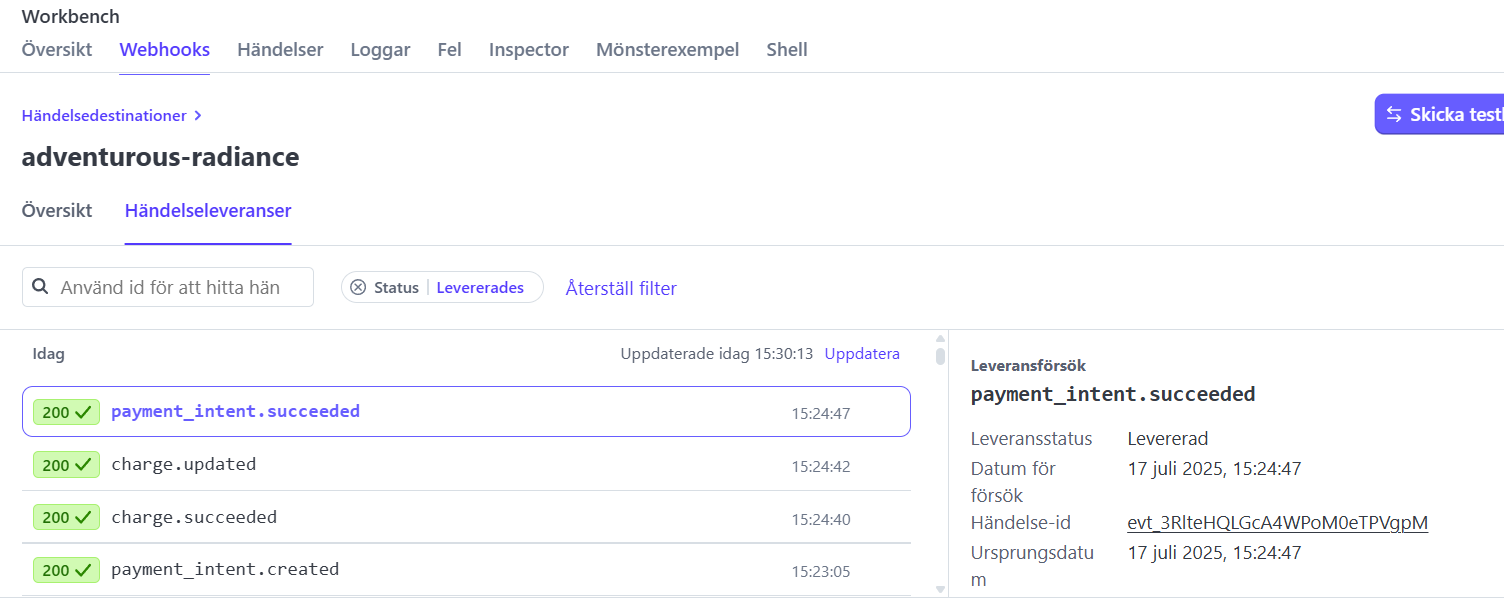 Workbench
Översikt Webhooks Händelser Loggar Fel Inspector Mönsterexempel Shell
Händelsedestinationer
Skicka test
adventurous-radiance
Översikt Händelseleveranser
Använd id för att hitta hän
Status Levererades
Återställ filter
Idag
Uppdaterade idag 15:30:13 Uppdatera
200 payment_intent.succeeded 15:24:47
200 charge.updated 15:24:42
200 charge.succeeded 15:24:40
200 payment_intent.created 15:23:05
Leveransförsök
payment_intent.succeeded
Leveransstatus Levererad
Datum för 17 juli 2025, 15:24:47
försök
Händelse-id evt_3RlteHQLGcA4WPoM0eTPVgpM
Ursprungsdatu 17 juli 2025, 15:24:47
m